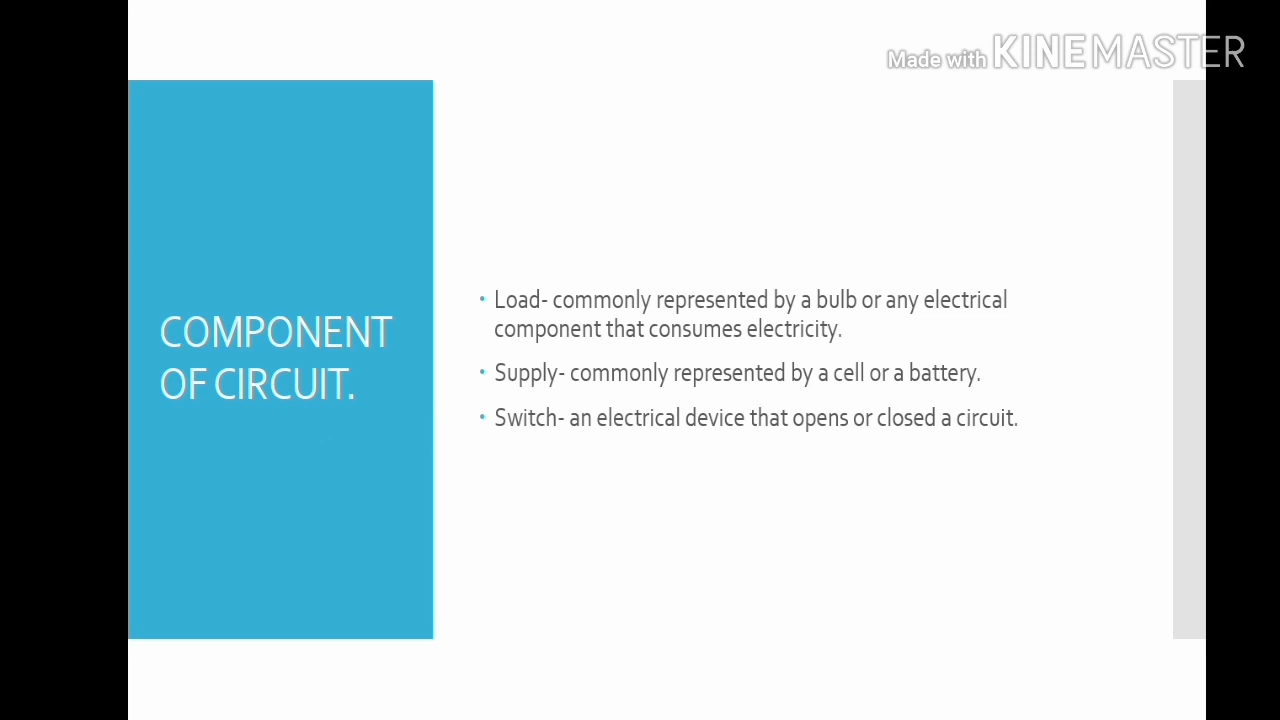 Made with KINEMASTER
COMPONENT
OF CIRCUIT.
• Load- commonly represented by a bulb or any electrical
component that consumes electricity.
• Supply- commonly represented by a cell or a battery.
• Switch- an electrical device that opens or closed a circuit.